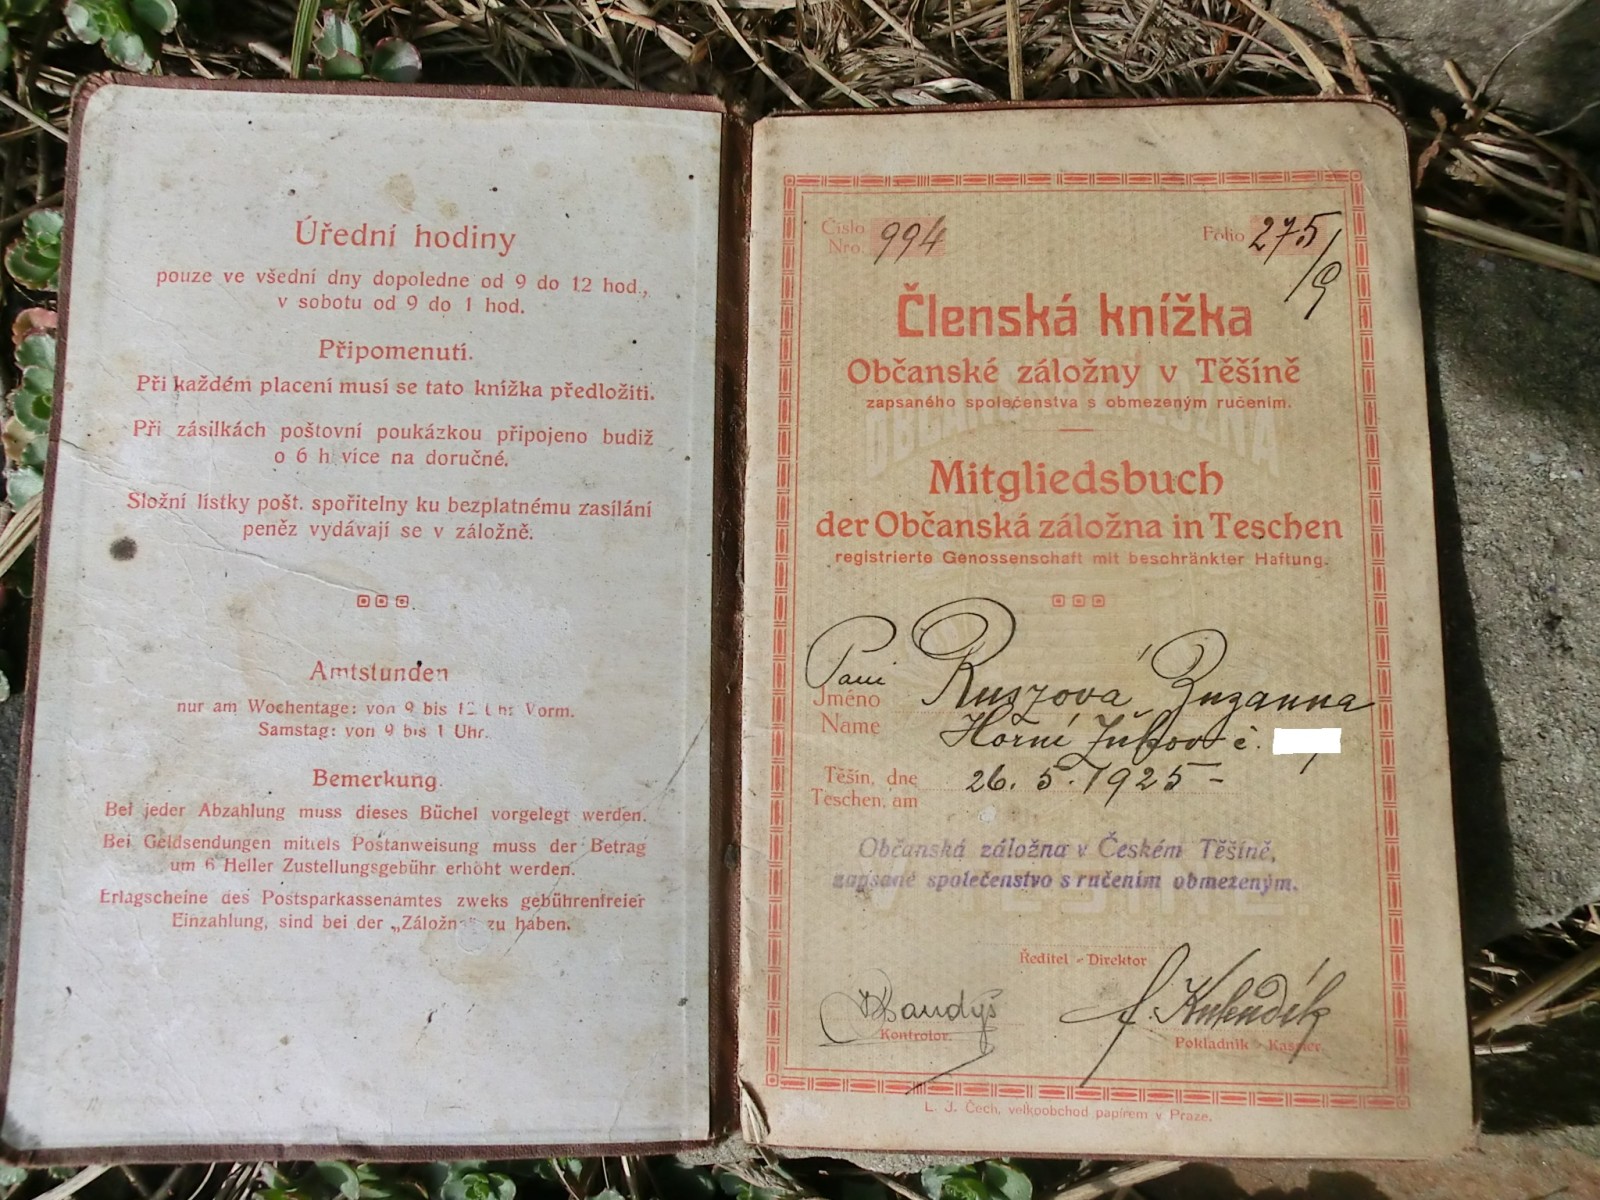 Úřední hodiny
pouze ve všední dny dopoledne od 9 do 12 hod.,
v sobotu od 9 do 1 hod.
Připomenutí.
Při každém placení musí se tato knížka předložiti.
Při zásilkách poštovní poukázkou připojeno budiž
o 6 h více na doručné.
Složní lístky pošt. spořitelny ku bezplatnému zasílání
peněz vydávají se v záložně.
Amtstunden
nur am Wochentage: von 9 bis 12 Uhr Vorm.
Samstag: von 9 bis 1 Uhr.
Bemerkung.
Bei jeder Abzahlung muss dieses Büchel vorgelegt werden.
Bei Geldsendungen mittels Postanweisung muss der Betrag
um 6 Heller Zustellungsgebühr erhöht werden.
Erlagscheine des Postsparkassenamtes zweks gebührenfreier
Einzahlung, sind bei der „Záložna" zu haben.
Číslo
Nro. 994
Folio 275/9
Členská knížka
Občanské záložny v Těšíně
zapsaného společenstva s obmezeným ručením.
OBČANSKÁ ZÁLOŽNA
Mitgliedsbuch
der Občanská záložna in Teschen
registrierte Genossenschaft mit beschränkter Haftung.
Paní Ruszová Zuzanna
Jméno
Name Horní Žukov č.
Těšín, dne 26. 5. 1925 -
Teschen, am
Občanská záložna v Českém Těšíně,
zapsané společenstvo s ručením obmezeným.
V TĚŠÍNĚ.
Ředitel - Direktor
Kontrolor.
Pokladník - Kassier.
L. J. Čech, velkoobchod papírem v Praze.